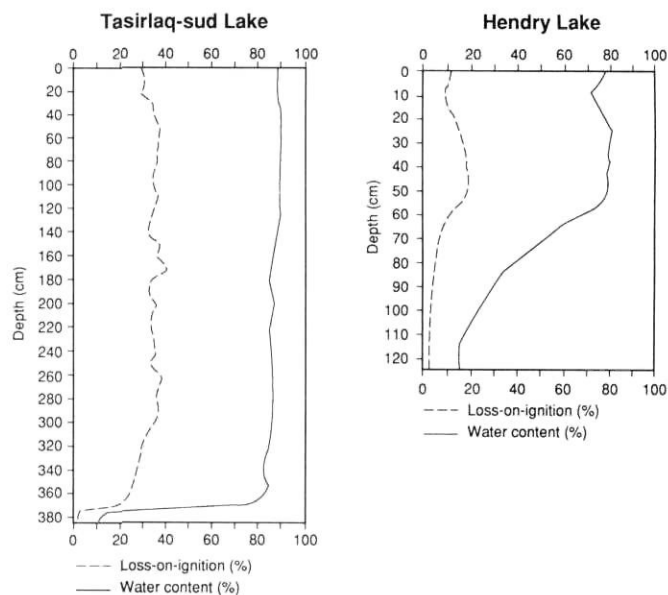 Tasirlaq-sud Lake
0 20 40 60 80 100
0
20
40
60
80
100
120
140
160
180
200
220
240
260
280
300
320
340
360
380
Depth (cm)
0 20 40 60 80 100
Loss-on-ignition (%)
Water content (%)
Hendry Lake
0 20 40 60 80 100
0
10
20
30
40
50
60
70
80
90
100
110
120
Depth (cm)
0 20 40 60 80 100
Loss-on-ignition (%)
Water content (%)